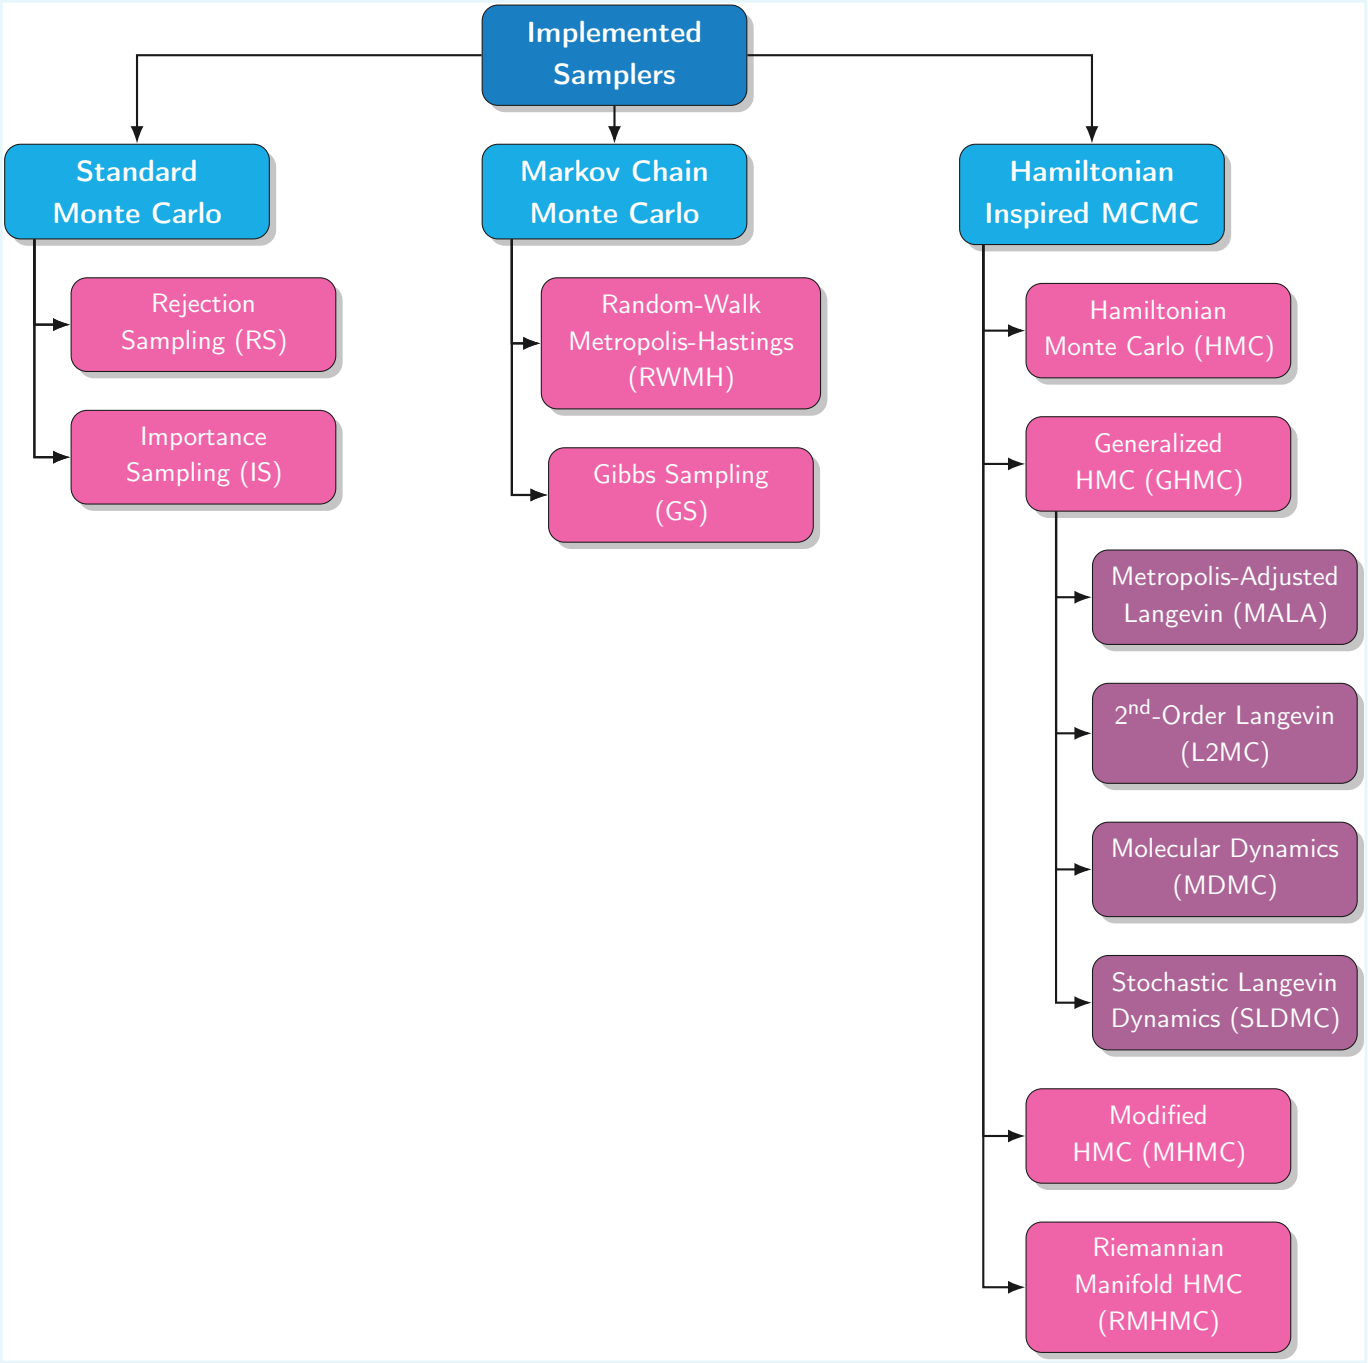 Implemented
Samplers
Standard
Monte Carlo
Rejection
Sampling (RS)
Importance
Sampling (IS)
Markov Chain
Monte Carlo
Random-Walk
Metropolis-Hastings
(RWMH)
Gibbs Sampling
(GS)
Hamiltonian
Inspired MCMC
Hamiltonian
Monte Carlo (HMC)
Generalized
HMC (GHMC)
Metropolis-Adjusted
Langevin (MALA)
2nd-Order Langevin
(L2MC)
Molecular Dynamics
(MDMC)
Stochastic Langevin
Dynamics (SLDMC)
Modified
HMC (MHMC)
Riemannian
Manifold HMC
(RMHMC)